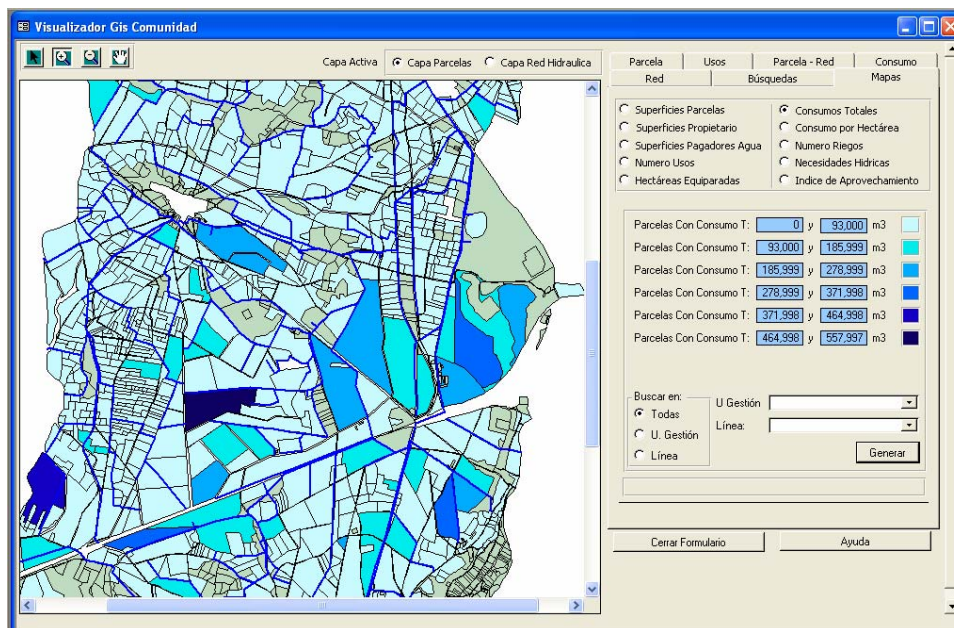 Visualizador Gis Comunidad
Capa Activa Capa Parcelas Capa Red Hidraulica
Parcela Usos Parcela - Red Consumo
Red Búsquedas Mapas
Superficies Parcelas Consumos Totales
Superficies Propietario Consumo por Hectárea
Superficies Pagadores Agua Numero Riegos
Numero Usos Necesidades Hidricas
Hectáreas Equiparadas Indice de Aprovechamiento
Parcelas Con Consumo T: 0 y 93,000 m3
Parcelas Con Consumo T: 93,000 y 185,999 m3
Parcelas Con Consumo T: 185,999 y 278,999 m3
Parcelas Con Consumo T: 278,999 y 371,998 m3
Parcelas Con Consumo T: 371,998 y 464,998 m3
Parcelas Con Consumo T: 464,998 y 557,997 m3
Buscar en:
Todas
U. Gestión
Línea
U Gestión
Línea:
Generar
Cerrar Formulario Ayuda